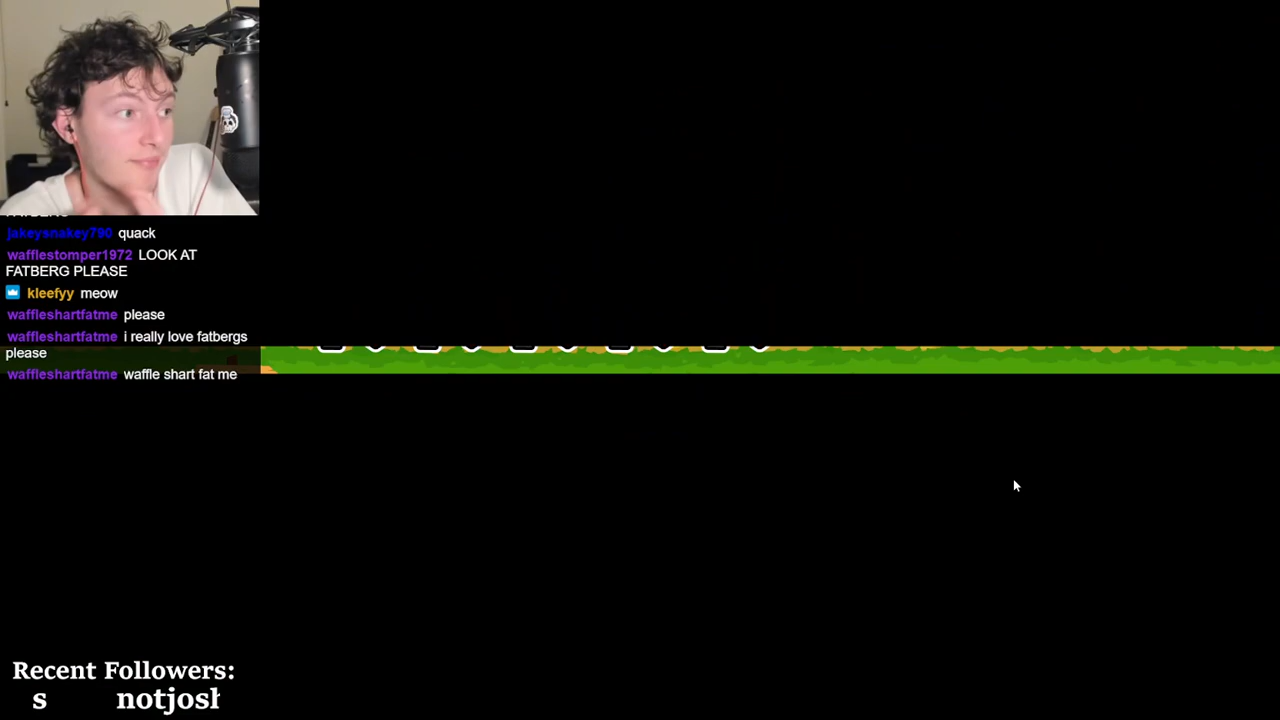 jakeysnakey790 quack
wafflestomper1972 LOOK AT
FATBERG PLEASE
kleefyy meow
waffleshartfatme please
waffleshartfatme i really love fatbergs
please
waffleshartfatme waffle shart fat me
Recent Followers:
s notjosh